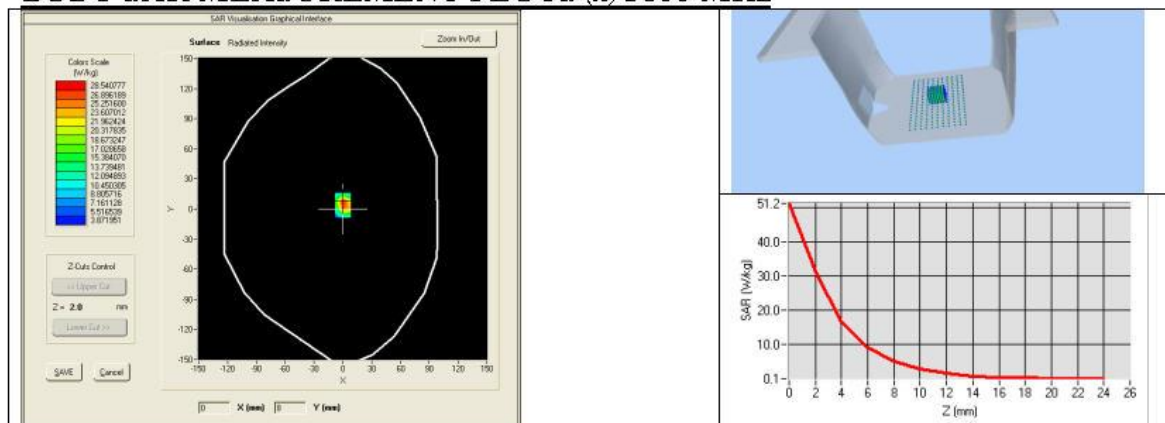 SAR Visualisation Graphical Interface
Surface Radiated Intensity
Zoom In/Out
Colors Scale
(W/kg)
28.540777
26.896189
25.251600
23.607012
21.962424
20.317835
18.673247
17.028658
15.384070
13.739481
12.094893
10.450305
8.805716
7.161128
5.516539
3.871951
150
120
90
60
30
0
-30
-60
-90
-120
-150
Y
-150 -120 -90 -60 -30 0 30 60 90 120 150
X
Z-Cuts Control
<< Upper Cut
Z = 2.0 mm
Lower Cut >>
SAVE Cancel
0 X (mm) 0 Y (mm)
51.2
40.0
30.0
20.0
10.0
0.1
SAR (W/kg)
0 2 4 6 8 10 12 14 16 18 20 22 24 26
Z (mm)